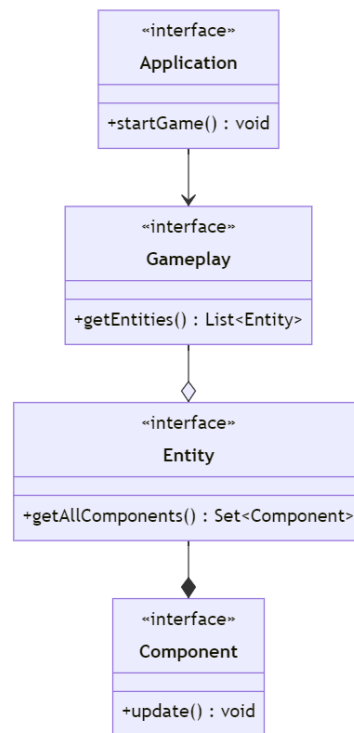 «interface»
Application
+startGame() : void
«interface»
Gameplay
+getEntities() : List<Entity>
«interface»
Entity
+getAllComponents() : Set<Component>
«interface»
Component
+update() : void